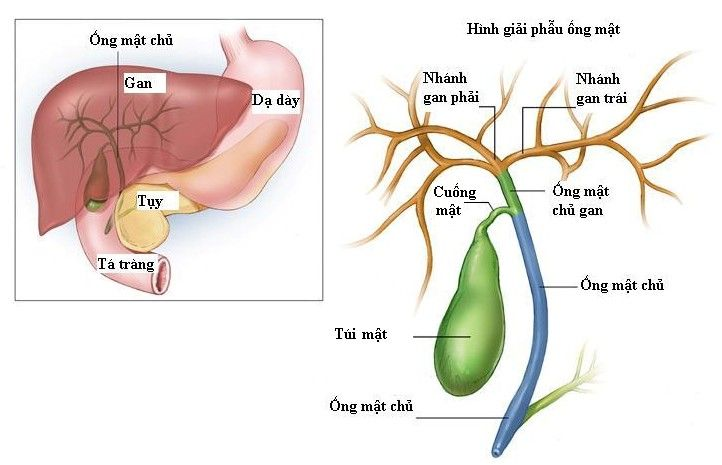 Ống mật chủ
Gan
Dạ dày
Tụy
Tá tràng
Hình giải phẫu ống mật
Nhánh
gan phải
Nhánh
gan trái
Cuống
mật
Ống mật
chủ gan
Ống mật chủ
Túi mật
Ống mật chủ